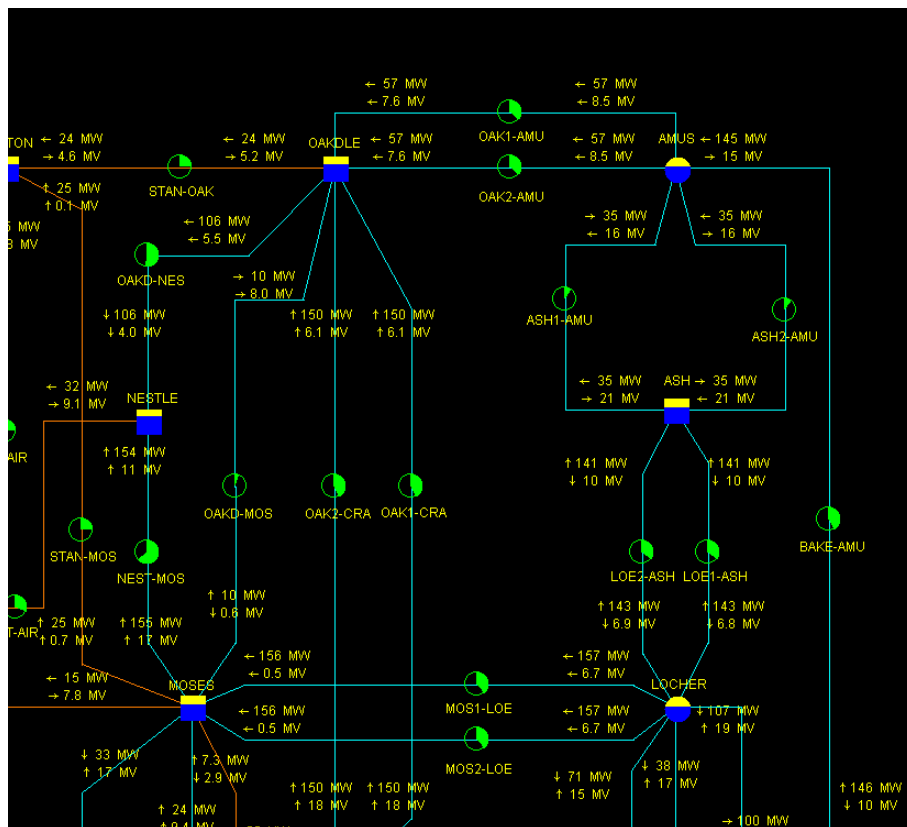 ← 57 MW
← 7.6 MV
← 57 MW
← 8.5 MV
OAK1-AMU
TON
← 24 MW
→ 4.6 MV
← 24 MW
→ 5.2 MV
OAKDLE
← 57 MW
← 7.6 MV
← 57 MW
← 8.5 MV
AMUS
← 145 MW
→ 15 MV
STAN-OAK
OAK2-AMU
↑ 25 MW
↑ 0.1 MV
← 106 MW
← 5.5 MV
→ 35 MW
← 16 MV
← 35 MW
→ 16 MV
OAKD-NES
→ 10 MW
→ 8.0 MV
↓ 106 MW
↓ 4.0 MV
↑ 150 MW
↑ 6.1 MV
↑ 150 MW
↑ 6.1 MV
ASH1-AMU
ASH2-AMU
← 32 MW
→ 9.1 MV
NESTLE
← 35 MW
→ 21 MV
ASH
→ 35 MW
← 21 MV
AIR
↑ 154 MW
↑ 11 MV
↑ 141 MW
↓ 10 MV
↑ 141 MW
↓ 10 MV
OAKD-MOS
OAK2-CRA
OAK1-CRA
STAN-MOS
BAKE-AMU
NEST-MOS
LOE2-ASH
LOE1-ASH
T-AIR
↑ 25 MW
↑ 0.7 MV
↑ 155 MW
↑ 17 MV
↑ 10 MW
↓ 0.6 MV
↑ 143 MW
↓ 6.9 MV
↑ 143 MW
↓ 6.8 MV
← 15 MW
→ 7.8 MV
MOSES
← 156 MW
← 0.5 MV
← 157 MW
← 6.7 MV
LOCHER
MOS1-LOE
← 156 MW
← 0.5 MV
← 157 MW
← 6.7 MV
↓ 107 MW
↑ 19 MV
MOS2-LOE
↓ 33 MW
↑ 17 MV
↑ 7.3 MW
↓ 2.9 MV
↓ 71 MW
↑ 15 MV
↓ 38 MW
↑ 17 MV
↑ 24 MW
↑ 150 MW
↑ 18 MV
↑ 150 MW
↑ 18 MV
↑ 146 MW
↓ 10 MV
→ 100 MW